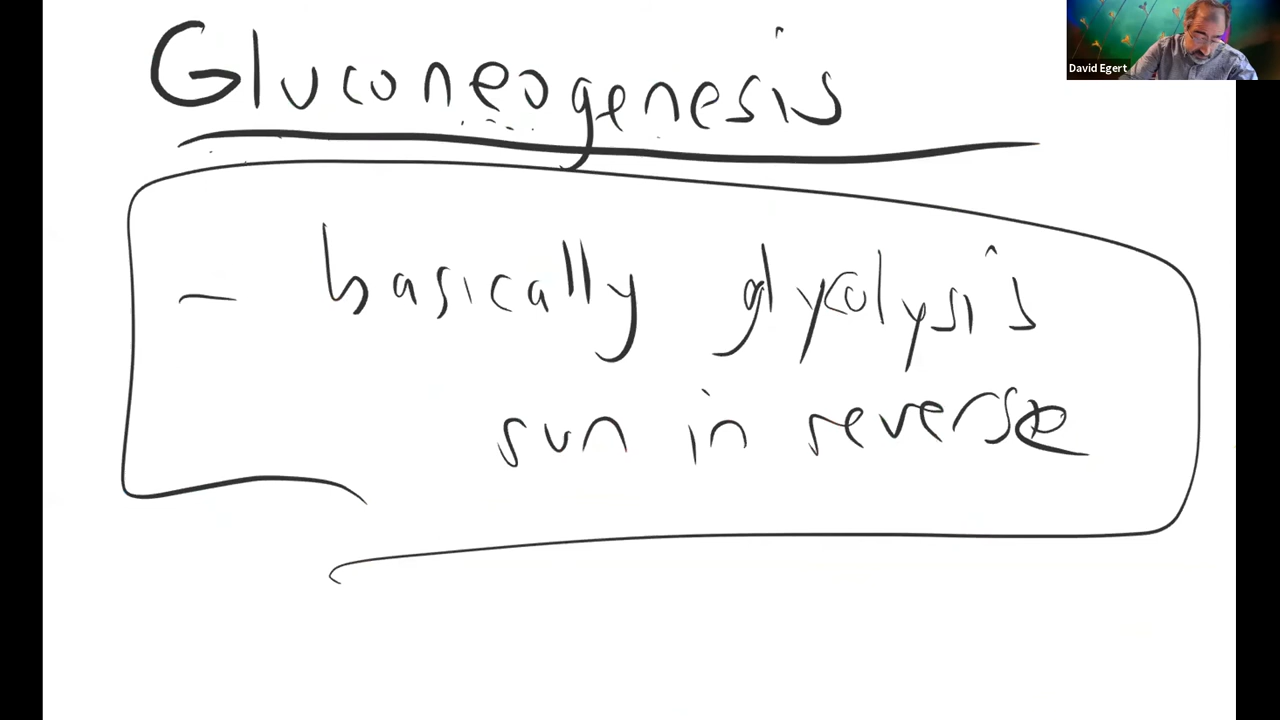 Gluconeogenesis
David Egert
- basically glycolysis
run in reverse